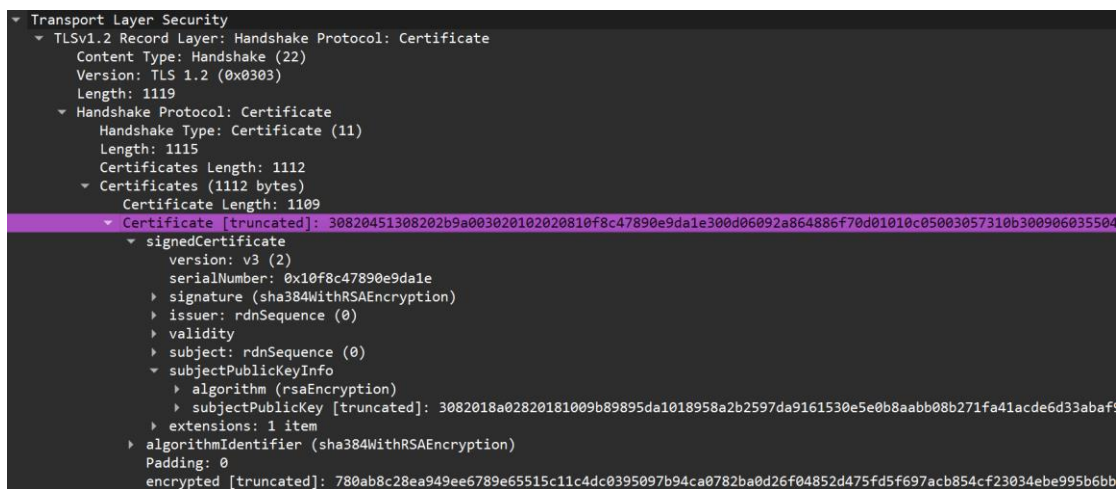 Transport Layer Security
TLSv1.2 Record Layer: Handshake Protocol: Certificate
Content Type: Handshake (22)
Version: TLS 1.2 (0x0303)
Length: 1119
Handshake Protocol: Certificate
Handshake Type: Certificate (11)
Length: 1115
Certificates Length: 1112
Certificates (1112 bytes)
Certificate Length: 1109
Certificate [truncated]: 30820451308202b9a003020102020810f8c47890e9da1e300d06092a864886f70d01010c05003057310b300906035504
signedCertificate
version: v3 (2)
serialNumber: 0x10f8c47890e9da1e
signature (sha384WithRSAEncryption)
issuer: rdnSequence (0)
validity
subject: rdnSequence (0)
subjectPublicKeyInfo
algorithm (rsaEncryption)
subjectPublicKey [truncated]: 3082018a02820181009b89895da1018958a2b2597da9161530e5e0b8aabb08b271fa41acde6d33abaf9
extensions: 1 item
algorithmIdentifier (sha384WithRSAEncryption)
Padding: 0
encrypted [truncated]: 780ab8c28ea949ee6789e65515c11c4dc0395097b94ca0782ba0d26f04852d475fd5f697acb854cf23034ebe995b6bb